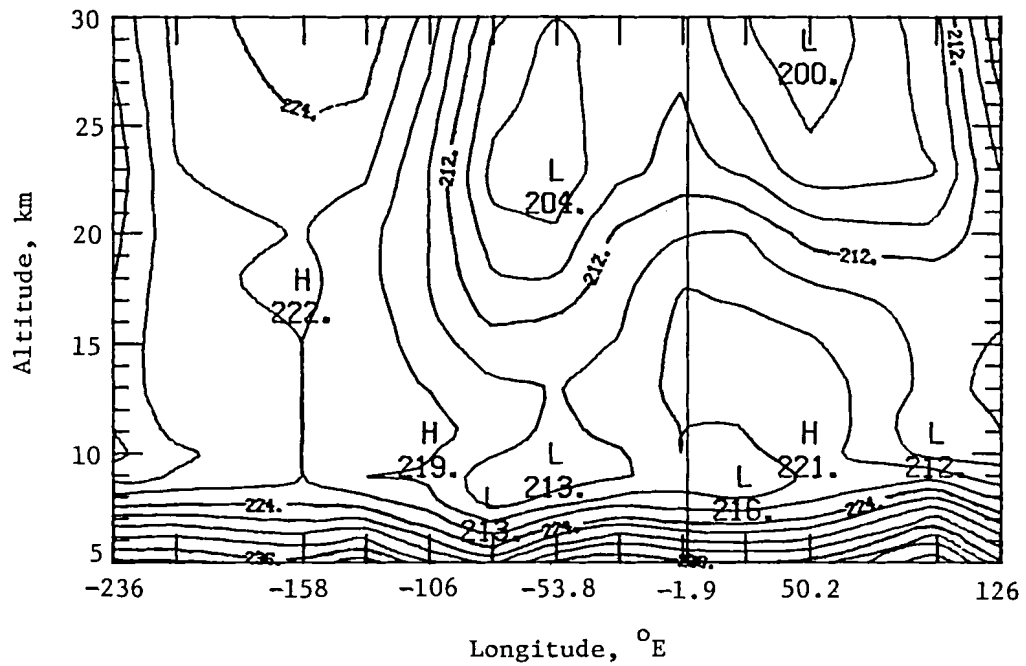 30
25
20
15
10
5
Altitude, km
224.
212.
L
204.
L
200.
212.
H
222.
212.
212.
H
219.
L
213.
L
213.
L
216.
H
221.
L
212.
224.
224.
224.
236.
-236
-158
-106
-53.8
-1.9
50.2
126
Longitude, °E